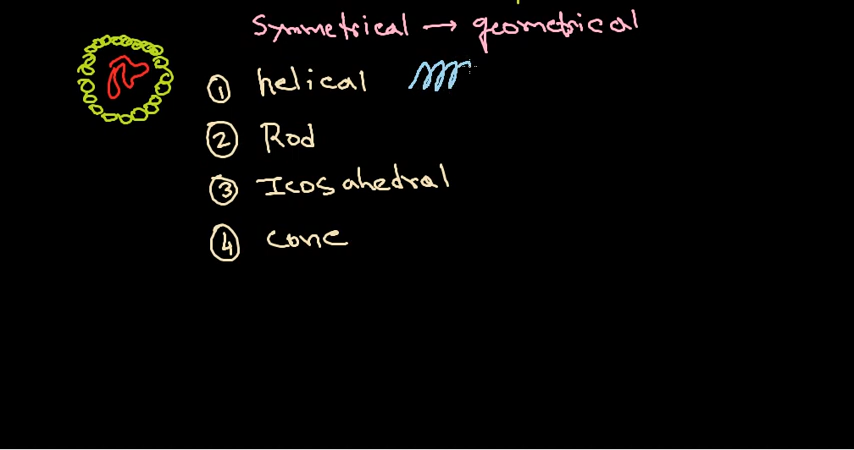 Symmetrical → geometrical
① helical
② Rod
③ Icosahedral
④ cone